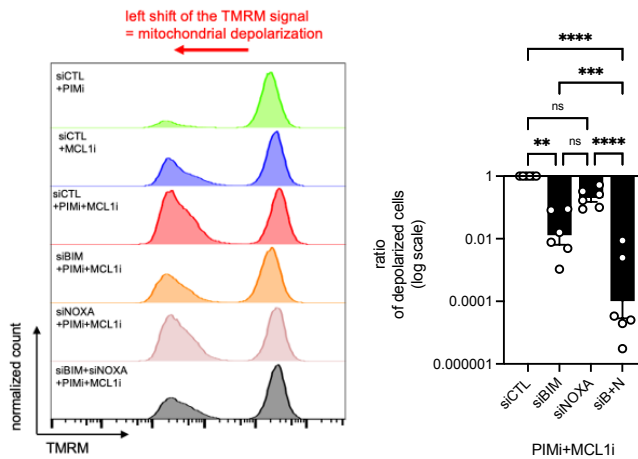 left shift of the TMRM signal
= mitochondrial depolarization
siCTL
+PIMi
siCTL
+MCL1i
siCTL
+PIMi+MCL1i
siBIM
+PIMi+MCL1i
siNOXA
+PIMi+MCL1i
siBIM+siNOXA
+PIMi+MCL1i
normalized count
TMRM
****
***
ns
**
ns
****
1
0.01
0.0001
0.000001
ratio
of depolarized cells
(log scale)
siCTL
siBIM
siNOXA
siB+N
PIMi+MCL1i